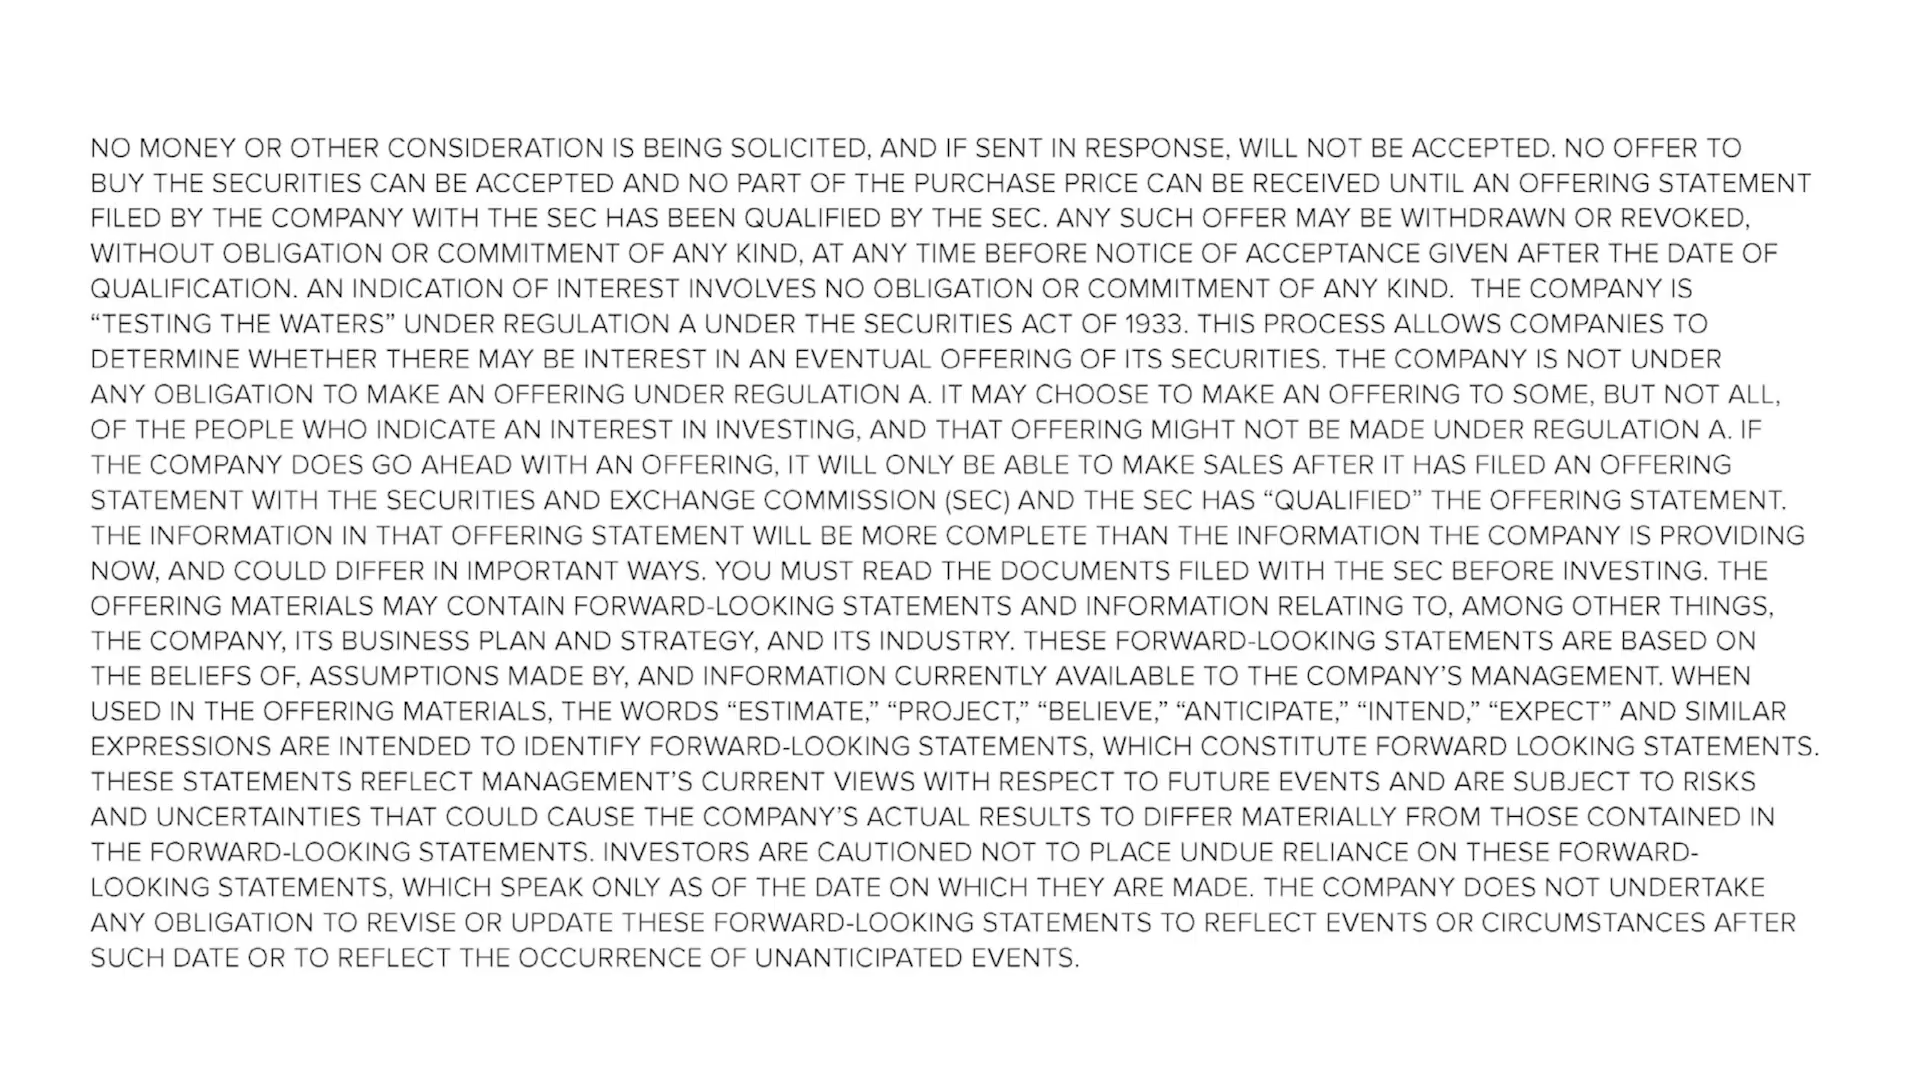 NO MONEY OR OTHER CONSIDERATION IS BEING SOLICITED, AND IF SENT IN RESPONSE, WILL NOT BE ACCEPTED. NO OFFER TO
BUY THE SECURITIES CAN BE ACCEPTED AND NO PART OF THE PURCHASE PRICE CAN BE RECEIVED UNTIL AN OFFERING STATEMENT
FILED BY THE COMPANY WITH THE SEC HAS BEEN QUALIFIED BY THE SEC. ANY SUCH OFFER MAY BE WITHDRAWN OR REVOKED,
WITHOUT OBLIGATION OR COMMITMENT OF ANY KIND, AT ANY TIME BEFORE NOTICE OF ACCEPTANCE GIVEN AFTER THE DATE OF
QUALIFICATION. AN INDICATION OF INTEREST INVOLVES NO OBLIGATION OR COMMITMENT OF ANY KIND.  THE COMPANY IS
“TESTING THE WATERS” UNDER REGULATION A UNDER THE SECURITIES ACT OF 1933. THIS PROCESS ALLOWS COMPANIES TO
DETERMINE WHETHER THERE MAY BE INTEREST IN AN EVENTUAL OFFERING OF ITS SECURITIES. THE COMPANY IS NOT UNDER
ANY OBLIGATION TO MAKE AN OFFERING UNDER REGULATION A. IT MAY CHOOSE TO MAKE AN OFFERING TO SOME, BUT NOT ALL,
OF THE PEOPLE WHO INDICATE AN INTEREST IN INVESTING, AND THAT OFFERING MIGHT NOT BE MADE UNDER REGULATION A. IF
THE COMPANY DOES GO AHEAD WITH AN OFFERING, IT WILL ONLY BE ABLE TO MAKE SALES AFTER IT HAS FILED AN OFFERING
STATEMENT WITH THE SECURITIES AND EXCHANGE COMMISSION (SEC) AND THE SEC HAS “QUALIFIED” THE OFFERING STATEMENT.
THE INFORMATION IN THAT OFFERING STATEMENT WILL BE MORE COMPLETE THAN THE INFORMATION THE COMPANY IS PROVIDING
NOW, AND COULD DIFFER IN IMPORTANT WAYS. YOU MUST READ THE DOCUMENTS FILED WITH THE SEC BEFORE INVESTING. THE
OFFERING MATERIALS MAY CONTAIN FORWARD-LOOKING STATEMENTS AND INFORMATION RELATING TO, AMONG OTHER THINGS,
THE COMPANY, ITS BUSINESS PLAN AND STRATEGY, AND ITS INDUSTRY. THESE FORWARD-LOOKING STATEMENTS ARE BASED ON
THE BELIEFS OF, ASSUMPTIONS MADE BY, AND INFORMATION CURRENTLY AVAILABLE TO THE COMPANY’S MANAGEMENT. WHEN
USED IN THE OFFERING MATERIALS, THE WORDS “ESTIMATE,” “PROJECT,” “BELIEVE,” “ANTICIPATE,” “INTEND,” “EXPECT” AND SIMILAR
EXPRESSIONS ARE INTENDED TO IDENTIFY FORWARD-LOOKING STATEMENTS, WHICH CONSTITUTE FORWARD LOOKING STATEMENTS.
THESE STATEMENTS REFLECT MANAGEMENT’S CURRENT VIEWS WITH RESPECT TO FUTURE EVENTS AND ARE SUBJECT TO RISKS
AND UNCERTAINTIES THAT COULD CAUSE THE COMPANY’S ACTUAL RESULTS TO DIFFER MATERIALLY FROM THOSE CONTAINED IN
THE FORWARD-LOOKING STATEMENTS. INVESTORS ARE CAUTIONED NOT TO PLACE UNDUE RELIANCE ON THESE FORWARD-
LOOKING STATEMENTS, WHICH SPEAK ONLY AS OF THE DATE ON WHICH THEY ARE MADE. THE COMPANY DOES NOT UNDERTAKE
ANY OBLIGATION TO REVISE OR UPDATE THESE FORWARD-LOOKING STATEMENTS TO REFLECT EVENTS OR CIRCUMSTANCES AFTER
SUCH DATE OR TO REFLECT THE OCCURRENCE OF UNANTICIPATED EVENTS.